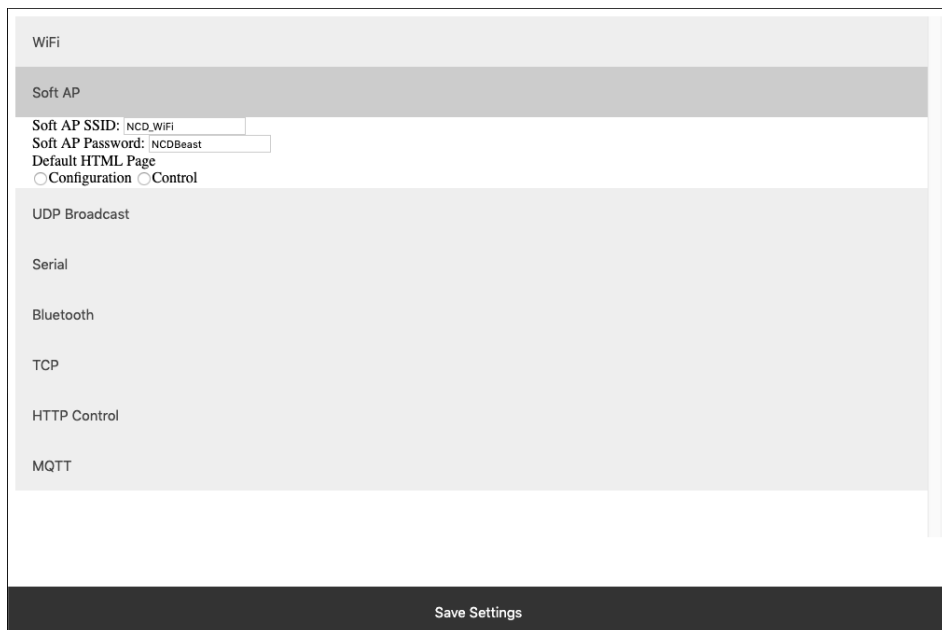 WiFi
Soft AP
Soft AP SSID: NCD_WiFi
Soft AP Password: NCDBeast
Default HTML Page
Configuration Control
UDP Broadcast
Serial
Bluetooth
TCP
HTTP Control
MQTT
Save Settings